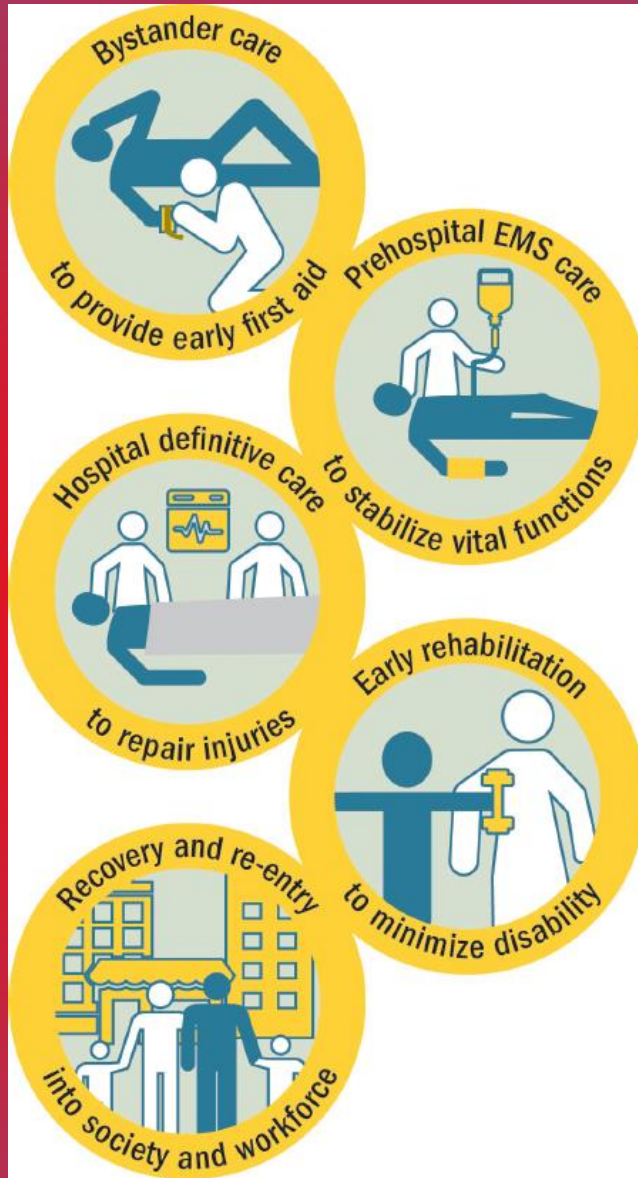 Bystander care
to provide early first aid
Prehospital EMS care
to stabilize vital functions
Hospital definitive care
to repair injuries
Early rehabilitation
to minimize disability
Recovery and re-entry
into society and workforce